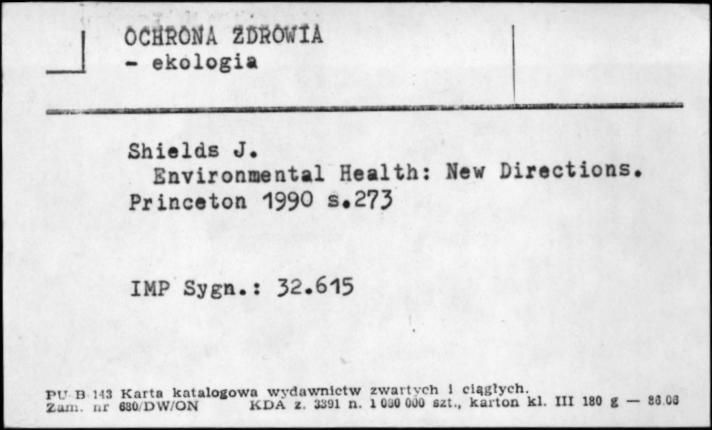 OCHRONA ZDROWIA
- ekologia
Shields J.
Environmental Health: New Directions.
Princeton 1990 s.273
IMP Sygn.: 32.615
PU-B-143 Karta katalogowa wydawnictw zwartych i ciągłych.
Zam. nr 680/DW/ON KDA z. 3391 n. 1 080 000 szt., karton kl. III 180 g — 86.06